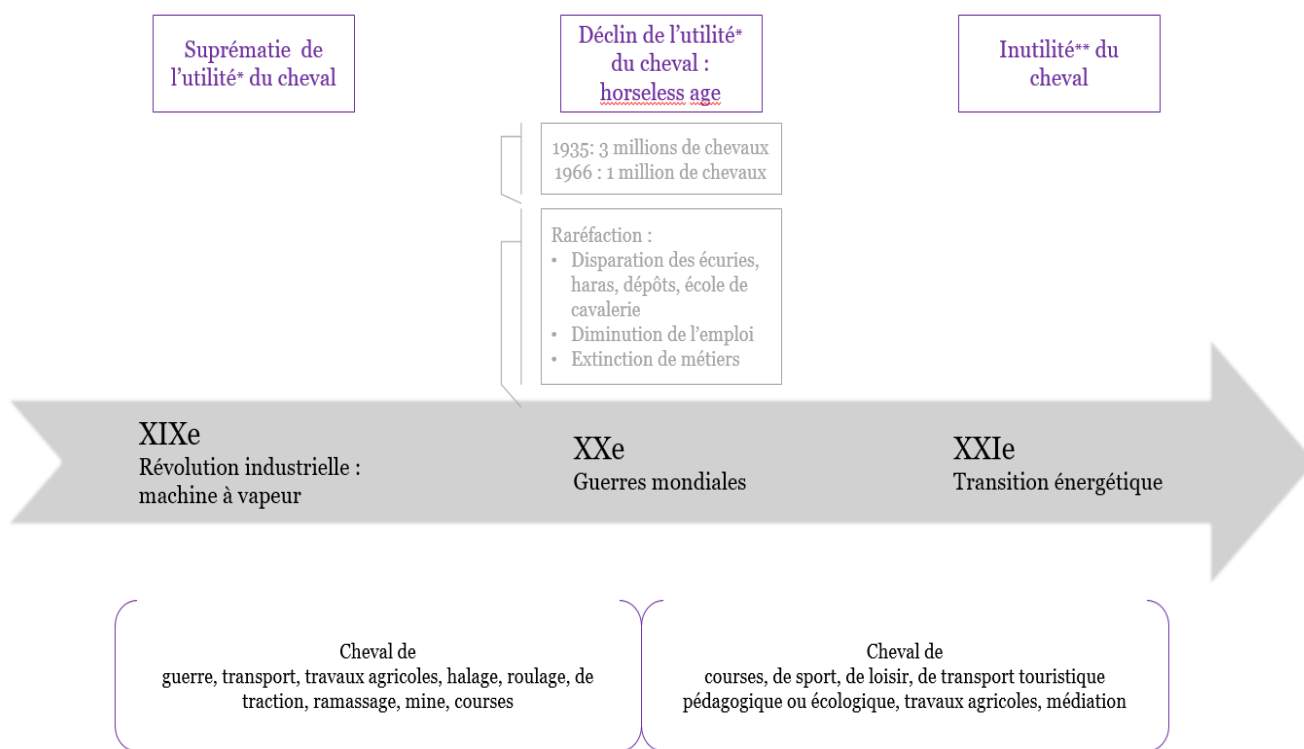 Suprématie de
l'utilité* du cheval
Déclin de l'utilité*
du cheval :
horseless age
Inutilité** du
cheval
1935: 3 millions de chevaux
1966 : 1 million de chevaux
Raréfaction :
• Disparation des écuries,
haras, dépôts, école de
cavalerie
• Diminution de l'emploi
• Extinction de métiers
XIXe
Révolution industrielle :
machine à vapeur
XXe
Guerres mondiales
XXIe
Transition énergétique
Cheval de
guerre, transport, travaux agricoles, halage, roulage, de
traction, ramassage, mine, courses
Cheval de
courses, de sport, de loisir, de transport touristique
pédagogique ou écologique, travaux agricoles, médiation